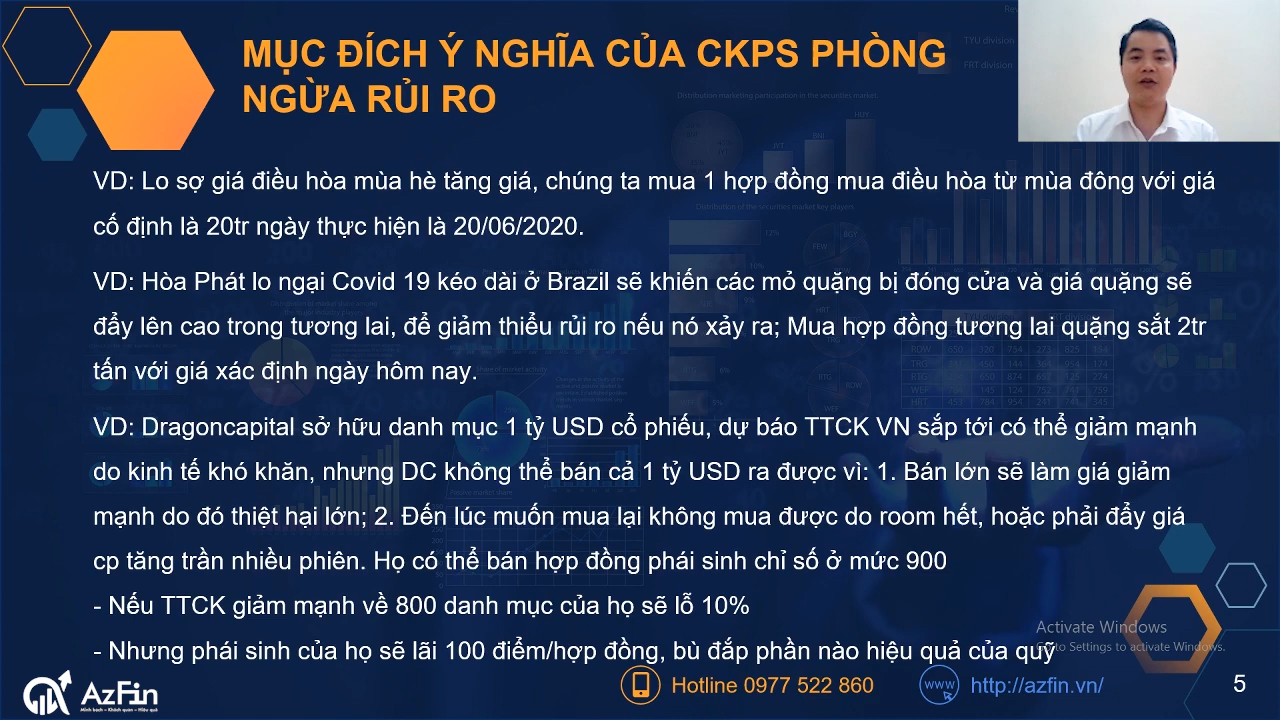 MỤC ĐÍCH Ý NGHĨA CỦA CKPS PHÒNG
NGỪA RỦI RO
TYU division
FRT division
VD: Lo sợ giá điều hòa mùa hè tăng giá, chúng ta mua 1 hợp đồng mua điều hòa từ mùa đông với giá
cố định là 20tr ngày thực hiện là 20/06/2020.
VD: Hòa Phát lo ngại Covid 19 kéo dài ở Brazil sẽ khiến các mỏ quặng bị đóng cửa và giá quặng sẽ
đẩy lên cao trong tương lai, để giảm thiểu rủi ro nếu nó xảy ra; Mua hợp đồng tương lai quặng sắt 2tr
tấn với giá xác định ngày hôm nay.
VD: Dragoncapital sở hữu danh mục 1 tỷ USD cổ phiếu, dự báo TTCK VN sắp tới có thể giảm mạnh
do kinh tế khó khăn, nhưng DC không thể bán cả 1 tỷ USD ra được vì: 1. Bán lớn sẽ làm giá giảm
mạnh do đó thiệt hại lớn; 2. Đến lúc muốn mua lại không mua được do room hết, hoặc phải đẩy giá
cp tăng trần nhiều phiên. Họ có thể bán hợp đồng phái sinh chỉ số ở mức 900
- Nếu TTCK giảm mạnh về 800 danh mục của họ sẽ lỗ 10%
- Nhưng phái sinh của họ sẽ lãi 100 điểm/hợp đồng, bù đắp phần nào hiệu quả của quỹ
Activate Windows
to Settings to activate Windows.
AzFin
Minh bạch - Khách quan - Hiệu quả
Hotline 0977 522 860
www
http://azfin.vn/
5